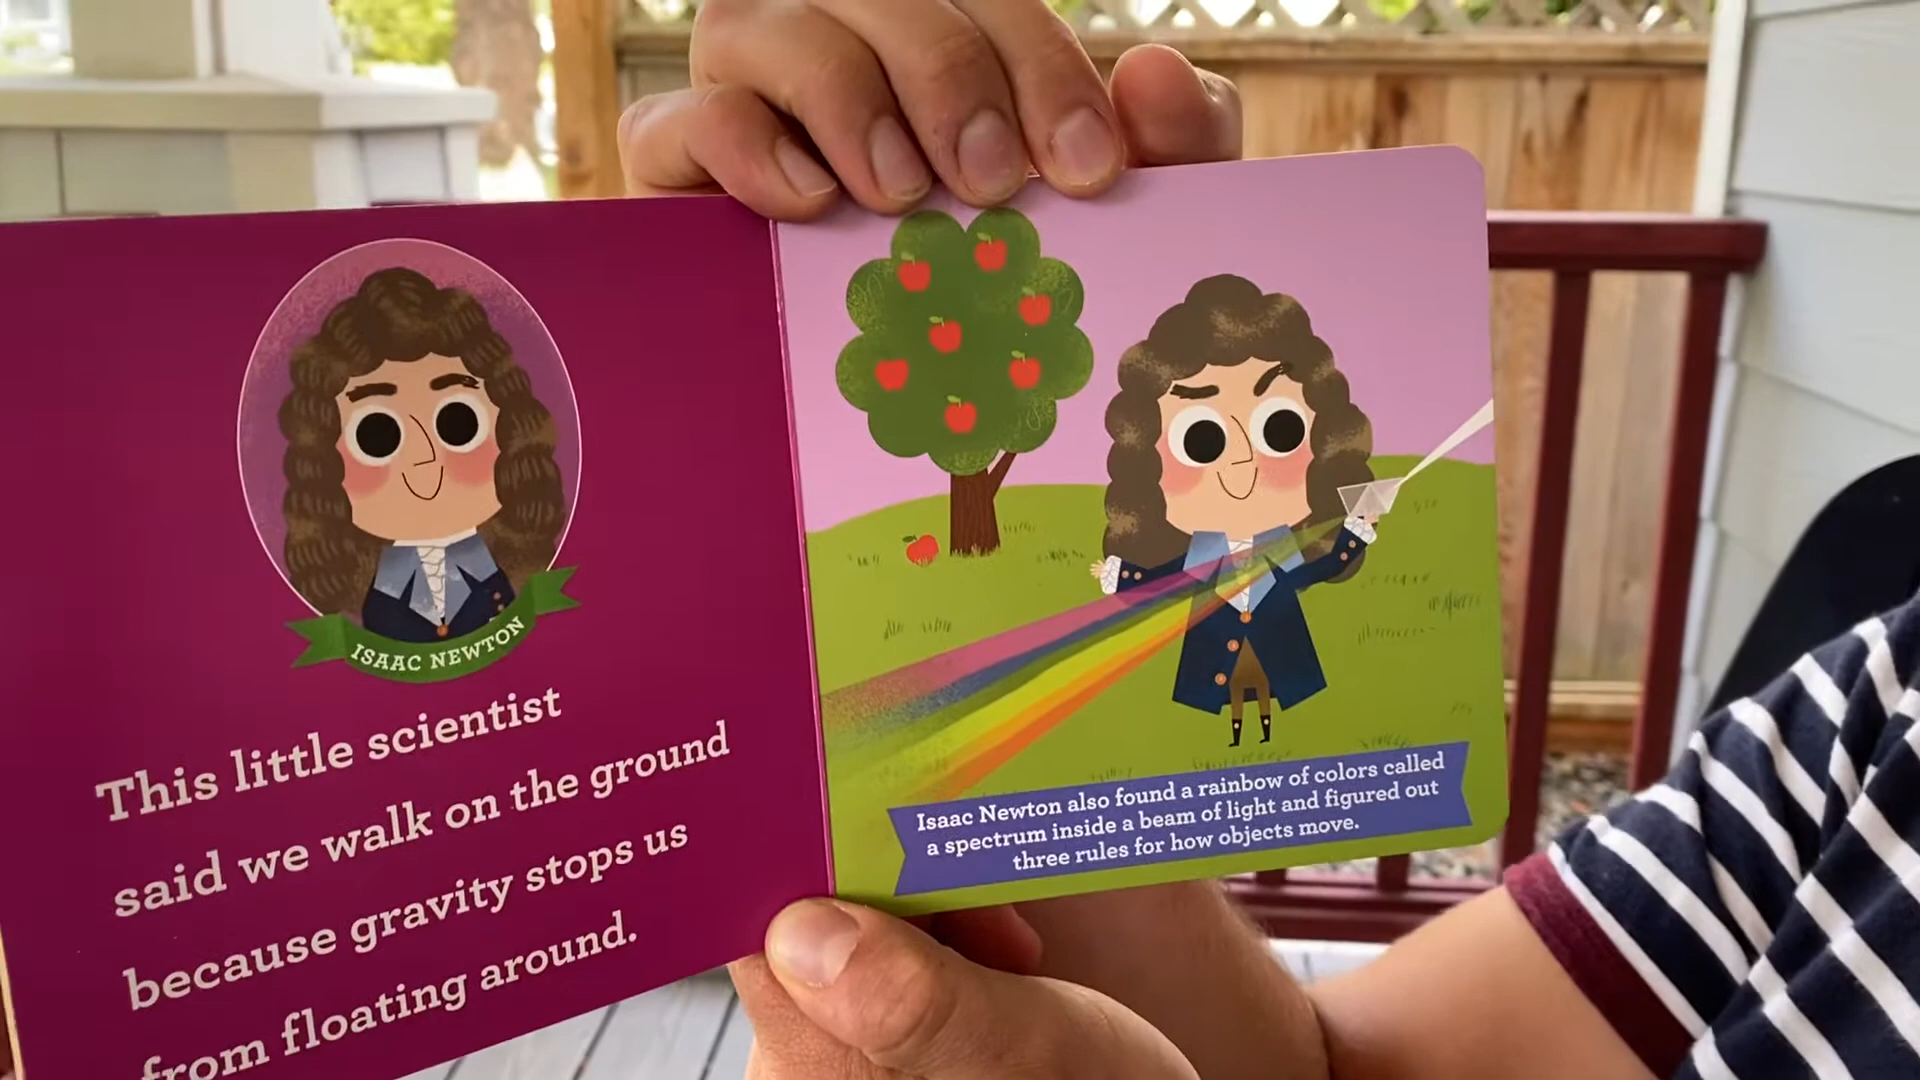 ISAAC NEWTON
This little scientist
said we walk on the ground
because gravity stops us
from floating around.
Isaac Newton also found a rainbow of colors called
a spectrum inside a beam of light and figured out
three rules for how objects move.